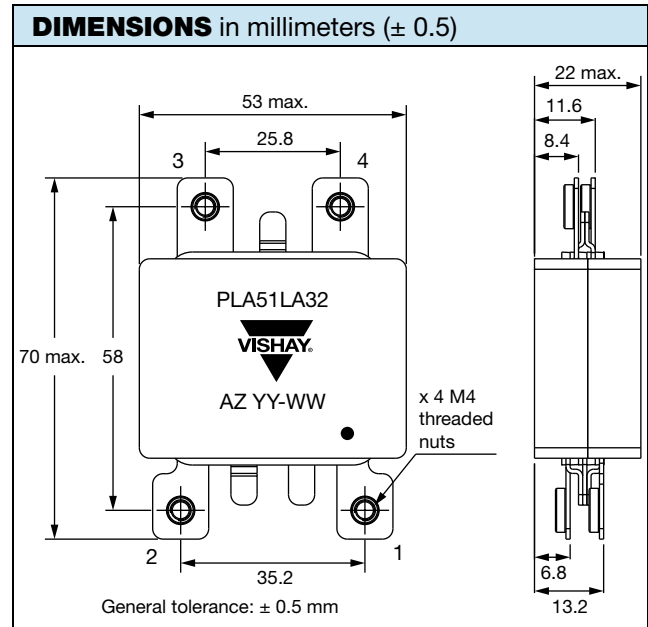 DIMENSIONS in millimeters (± 0.5)
53 max.
25.8
3
4
22 max.
11.6
8.4
70 max.
58
PLA51LA32
VISHAY.
AZ YY-WW
x 4 M4
threaded
nuts
2
1
35.2
General tolerance: ± 0.5 mm
6.8
13.2